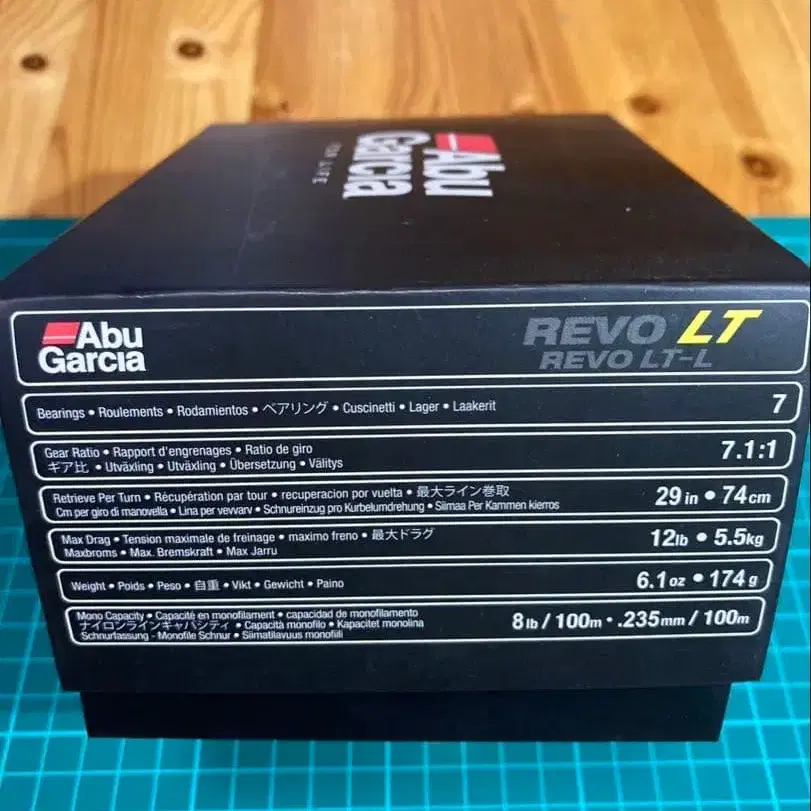 Abu
Garcia
FOR LIFE
Abu
Garcia
REVO LT
REVO LT-L
Bearings • Roulements • Rodamientos • ベアリング • Cuscinetti • Lager • Laakerit
7
Gear Ratio • Rapport d'engrenages • Ratio de giro
ギア比 • Utväxling • Utväxling • Übersetzung • Välitys
7.1:1
Retrieve Per Turn • Récupération par tour • recuperacion por vuelta • 最大ライン巻取
Cm per giro di manovella • Lina per vevvarv • Schnureinzug pro Kurbelumdrehung • Siimaa Per Kammen kierros
29in • 74cm
Max Drag • Tension maximale de freinage • maximo freno • 最大ドラグ
Maxbroms • Max. Bremskraft • Max Jarru
12lb • 5.5kg
Weight • Poids • Peso • 自重 • Vikt • Gewicht • Paino
6.1oz • 174g
Mono Capacity • Capacité en monofilament • capacidad de monofilamento
ナイロンラインキャパシティ • Capacità monofilo • Kapacitet monolina
Schnurfassung - Monofile Schnur • Siimatilavuus monofiili
8lb / 100m • .235mm / 100m